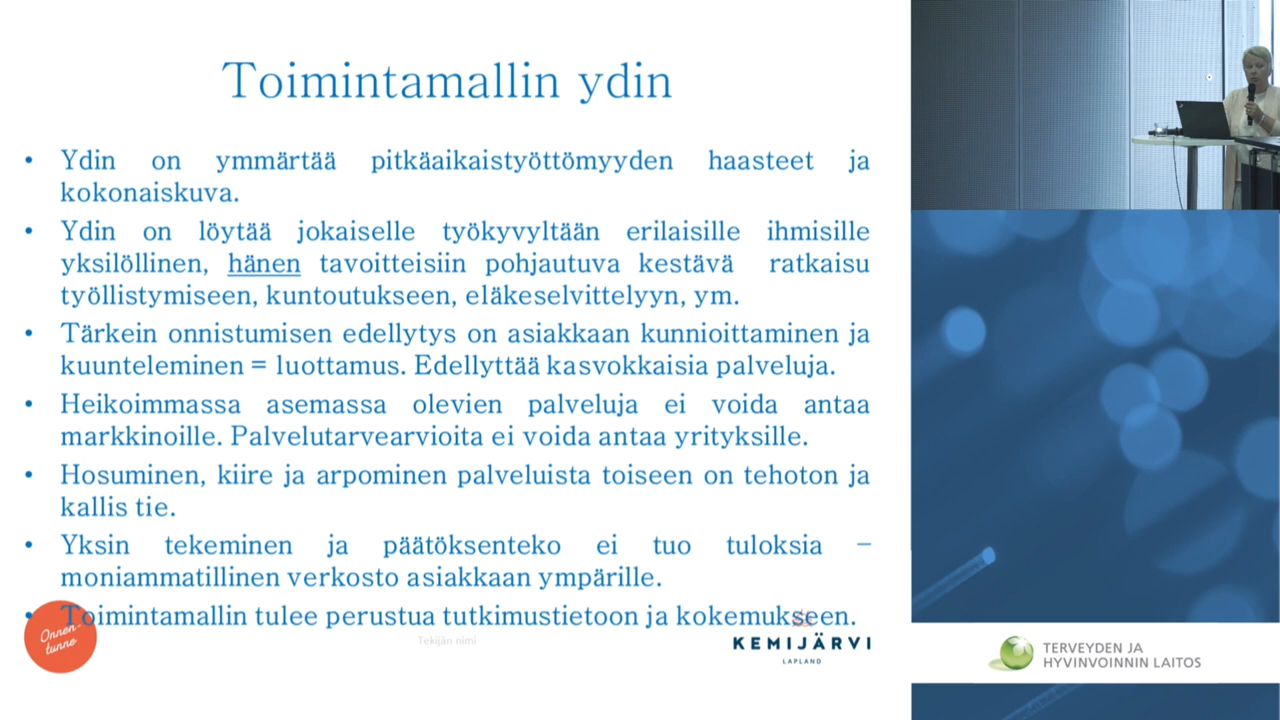 Toimintamallin ydin
• Ydin on ymmärtää pitkäaikaistyöttömyyden haasteet ja
kokonaiskuva.
• Ydin on löytää jokaiselle työkyvyltään erilaisille ihmisille
yksilöllinen, hänen tavoitteisiin pohjautuva kestävä ratkaisu
työllistymiseen, kuntoutukseen, eläkeselvittelyyn, ym.
• Tärkein onnistumisen edellytys on asiakkaan kunnioittaminen ja
kuunteleminen = luottamus. Edellyttää kasvokkaisia palveluja.
• Heikoimmassa asemassa olevien palveluja ei voida antaa
markkinoille. Palvelutarvearvioita ei voida antaa yrityksille.
• Hosuminen, kiire ja arpominen palveluista toiseen on tehoton ja
kallis tie.
• Yksin tekeminen ja päätöksenteko ei tuo tuloksia –
moniammatillinen verkosto asiakkaan ympärille.
• Toimintamallin tulee perustua tutkimustietoon ja kokemukseen.
Onnen-
tunne
Tekijän nimi
KEMIJÄRVI
LAPLAND
TERVEYDEN JA
HYVINVOINNIN LAITOS